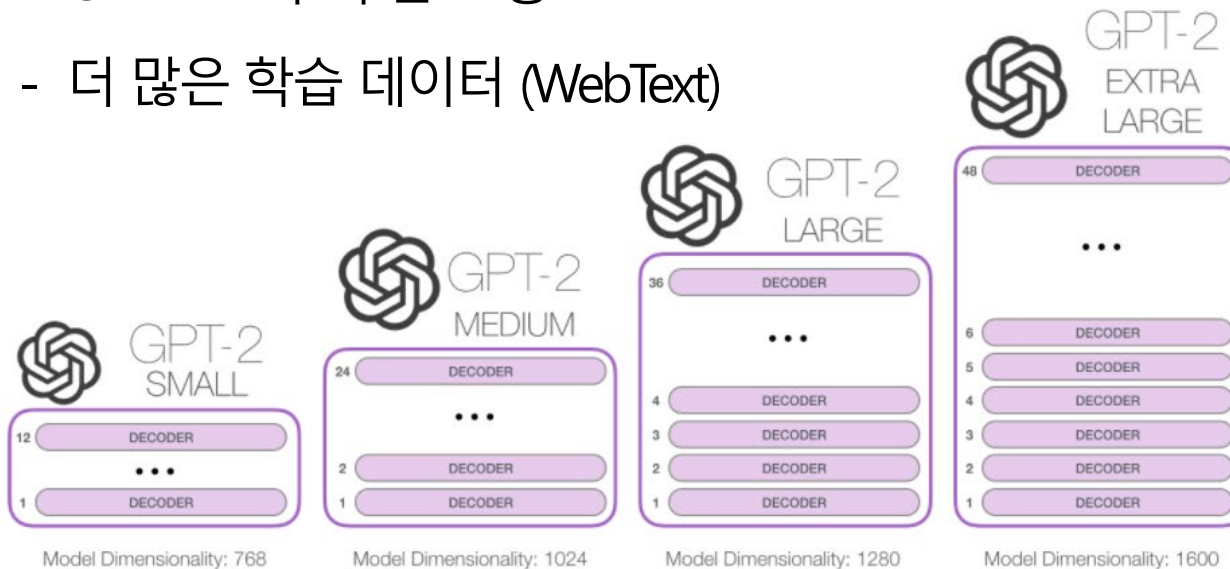 - 더 많은 학습 데이터 (WebText)
GPT-2
SMALL
12 DECODER
...
1 DECODER
Model Dimensionality: 768
GPT-2
MEDIUM
24 DECODER
...
2 DECODER
1 DECODER
Model Dimensionality: 1024
GPT-2
LARGE
36 DECODER
...
4 DECODER
3 DECODER
2 DECODER
1 DECODER
Model Dimensionality: 1280
GPT-2
EXTRA
LARGE
48 DECODER
...
6 DECODER
5 DECODER
4 DECODER
3 DECODER
2 DECODER
1 DECODER
Model Dimensionality: 1600